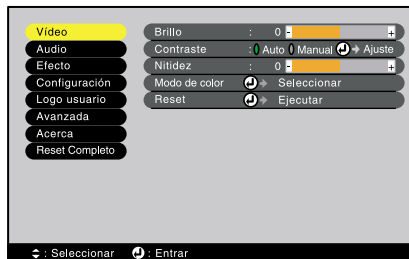 Vídeo
Audio
Efecto
Configuración
Logo usuario
Avanzada
Acerca
Reset Completo
Brillo : 0 - +
Contraste : Auto Manual Ajuste
Nitidez : 0 - +
Modo de color Seleccionar
Reset Ejecutar
: Seleccionar : Entrar